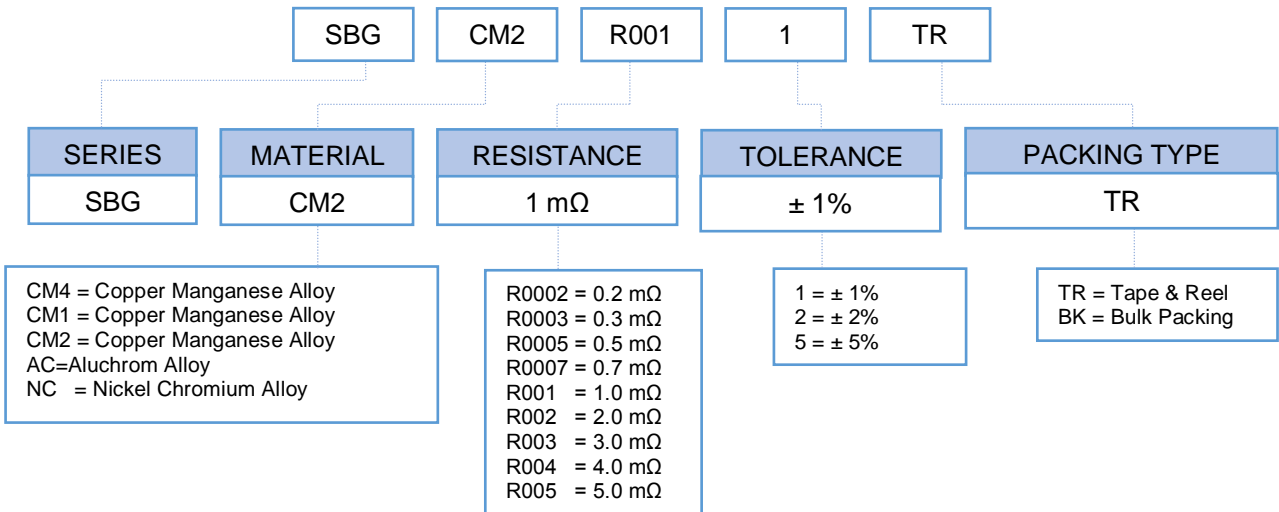 SBG CM2 R001 1 TR
SERIES MATERIAL RESISTANCE TOLERANCE PACKING TYPE
SBG CM2 1 mΩ ± 1% TR
CM4 = Copper Manganese Alloy
CM1 = Copper Manganese Alloy
CM2 = Copper Manganese Alloy
AC=Aluchrom Alloy
NC = Nickel Chromium Alloy
R0002 = 0.2 mΩ
R0003 = 0.3 mΩ
R0005 = 0.5 mΩ
R0007 = 0.7 mΩ
R001 = 1.0 mΩ
R002 = 2.0 mΩ
R003 = 3.0 mΩ
R004 = 4.0 mΩ
R005 = 5.0 mΩ
1 = ± 1%
2 = ± 2%
5 = ± 5%
TR = Tape & Reel
BK = Bulk Packing